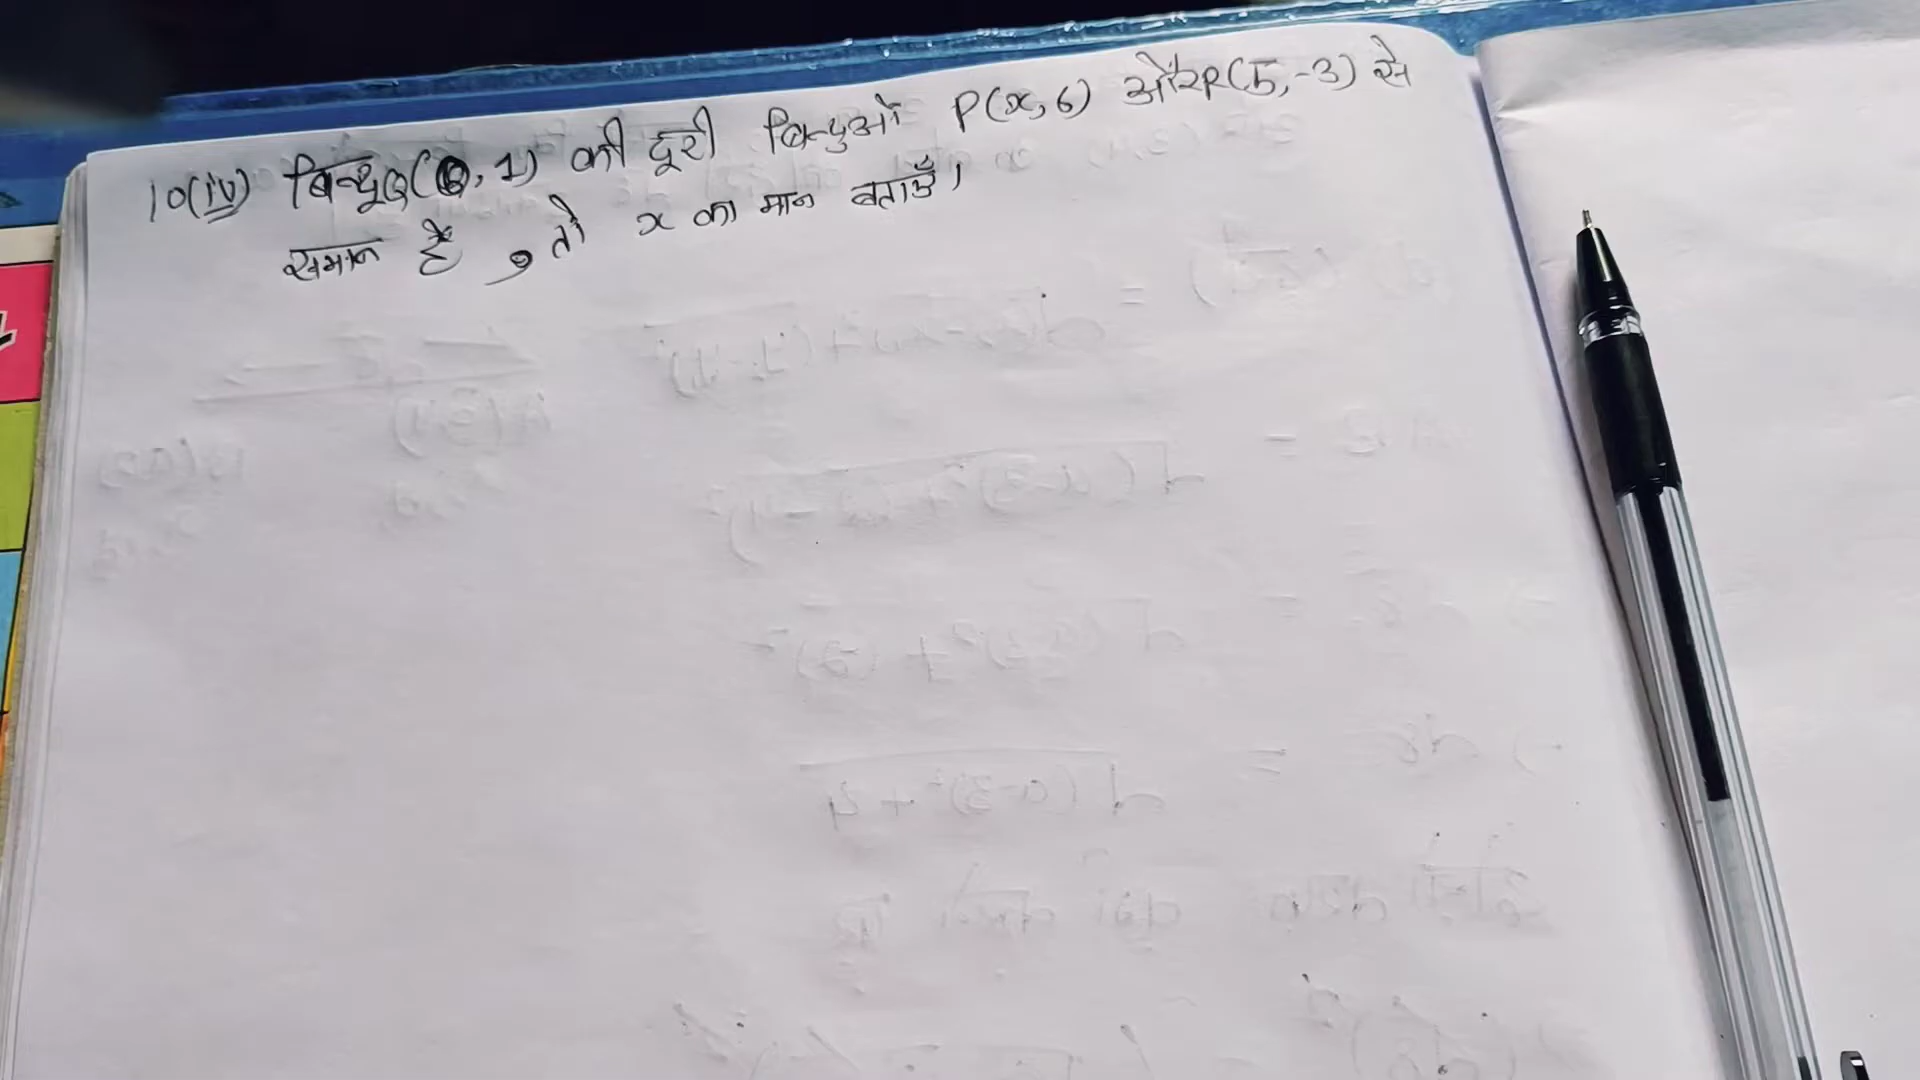 10(iv) बिन्दु Q(0, 1) की दूरी बिन्दुओं P(x, 6) और R(5, -3) से
समान है , तो x का मान बताएँ।